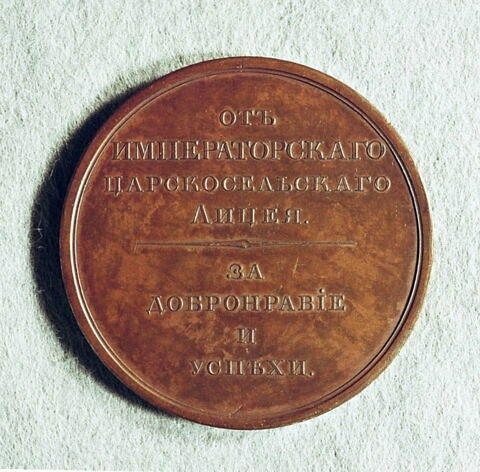 ОТЪ
ИМПЕРАТОРСКАГО
ЦАРСКОСЕЛЬСКАГО
ЛИЦЕЯ.
ЗА
ДОБРОНРАВІЕ
И
УСПѢХИ.